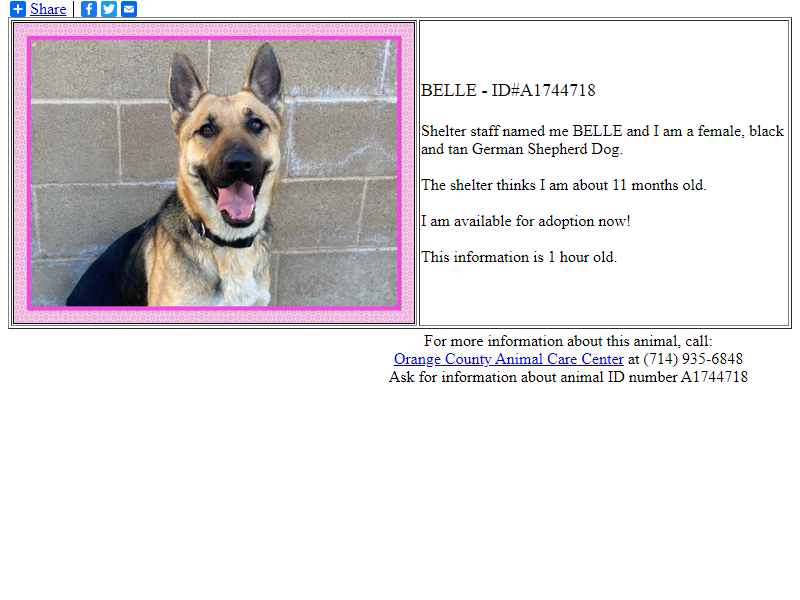 Share |
BELLE - ID#A1744718
Shelter staff named me BELLE and I am a female, black
and tan German Shepherd Dog.
The shelter thinks I am about 11 months old.
I am available for adoption now!
This information is 1 hour old.
For more information about this animal, call:
Orange County Animal Care Center at (714) 935-6848
Ask for information about animal ID number A1744718